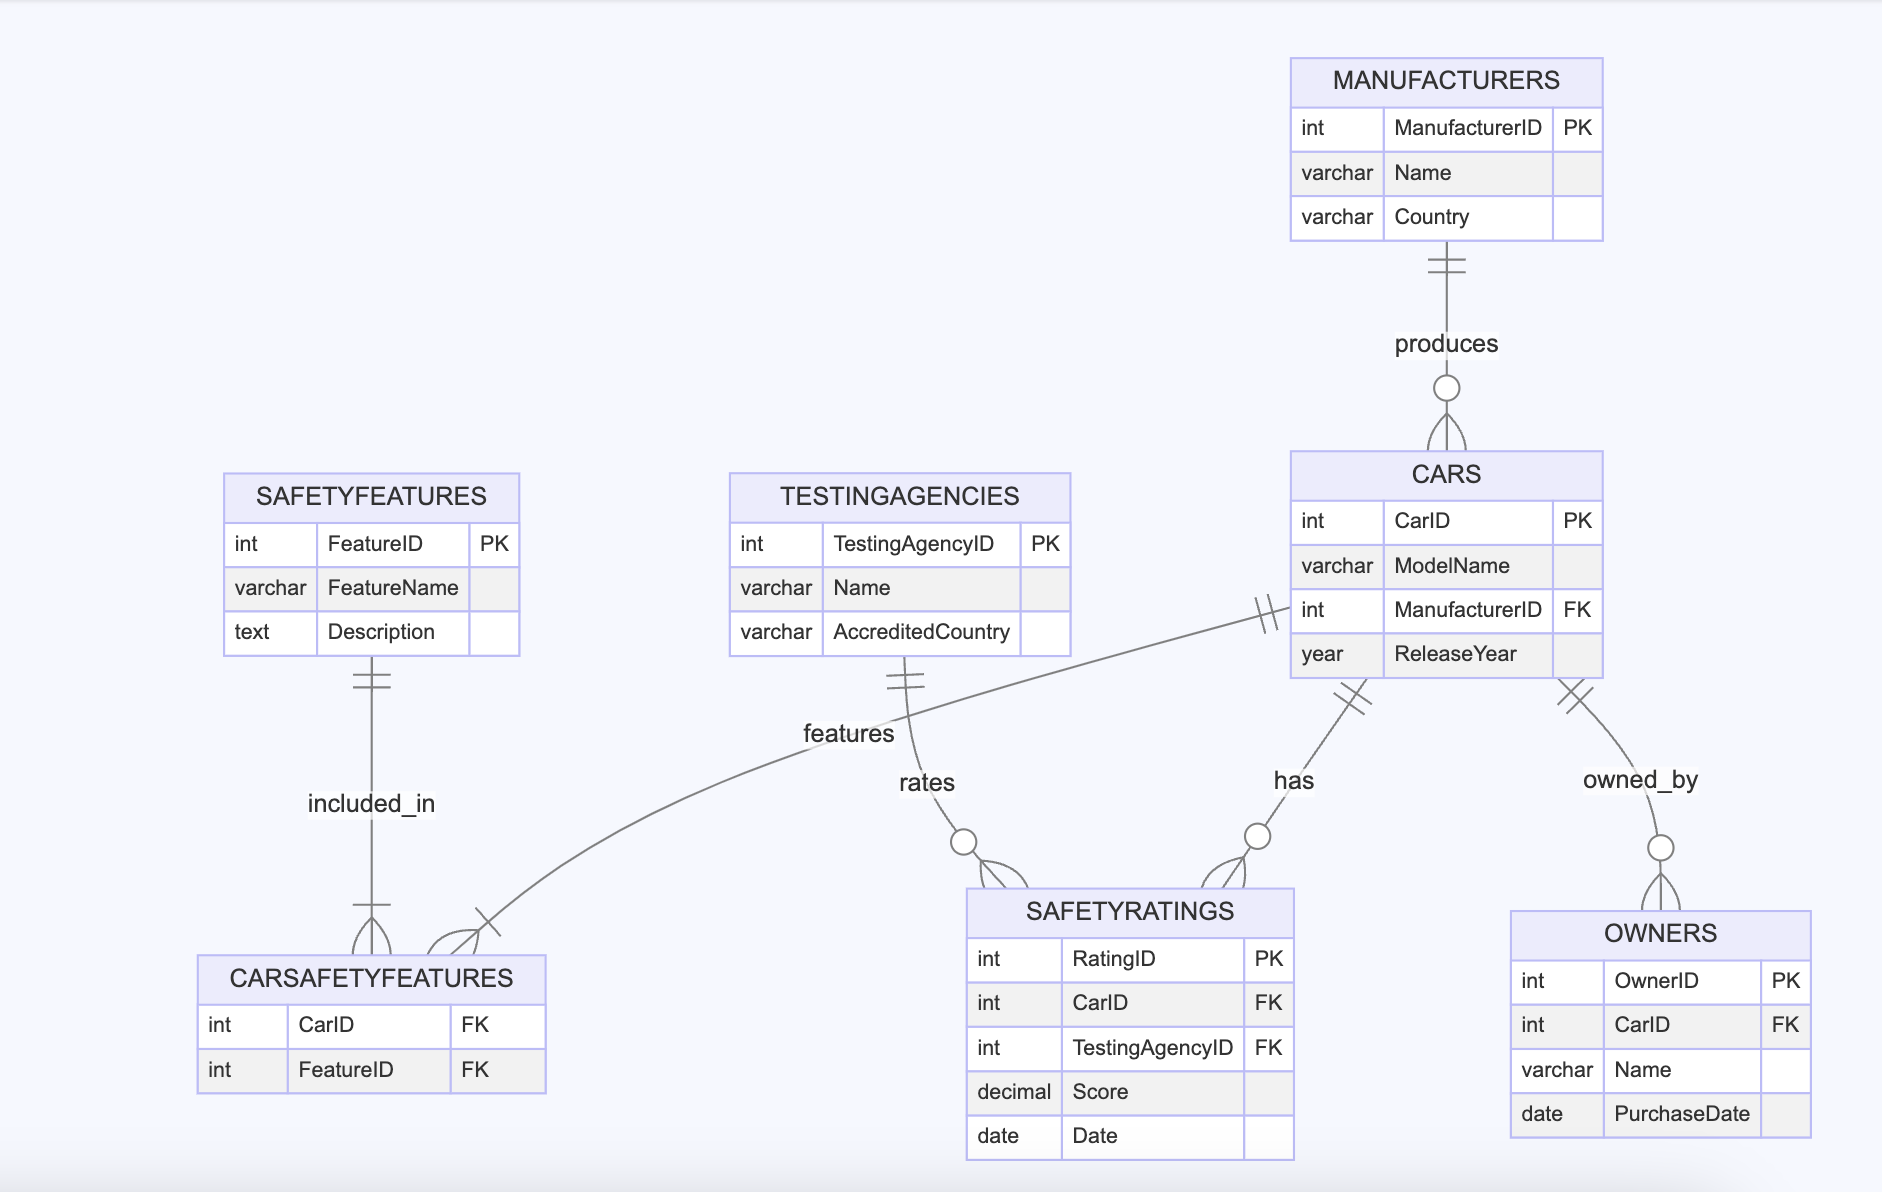 MANUFACTURERS
int ManufacturerID PK
varchar Name
varchar Country
produces
CARS
int CarID PK
varchar ModelName
int ManufacturerID FK
year ReleaseYear
SAFETYFEATURES
int FeatureID PK
varchar FeatureName
text Description
TESTINGAGENCIES
int TestingAgencyID PK
varchar Name
varchar AccreditedCountry
features
rates
has
owned_by
included_in
SAFETYRATINGS
int RatingID PK
int CarID FK
int TestingAgencyID FK
decimal Score
date Date
OWNERS
int OwnerID PK
int CarID FK
varchar Name
date PurchaseDate
CARSAFETYFEATURES
int CarID FK
int FeatureID FK